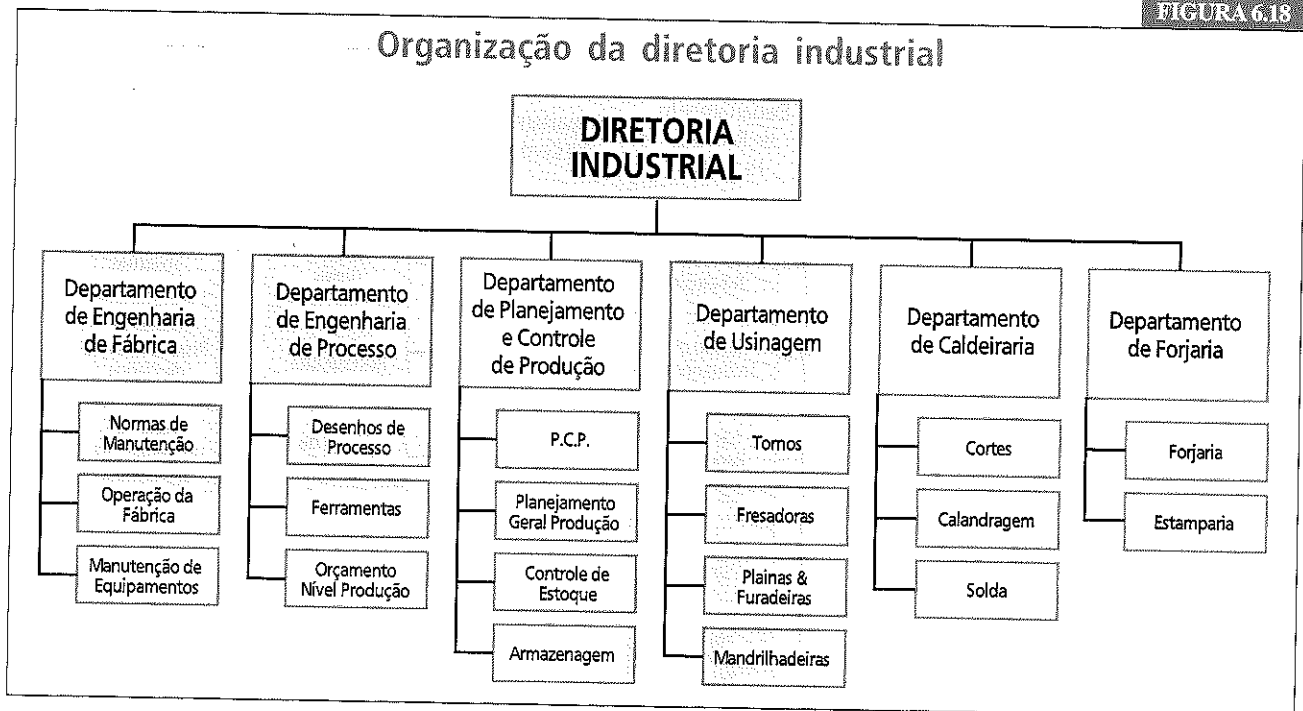 FIGURA 6.18
Organização da diretoria industrial
DIRETORIA
INDUSTRIAL
Departamento
de Engenharia
de Fábrica
Normas de
Manutenção
Operação da
Fábrica
Manutenção de
Equipamentos
Departamento
de Engenharia
de Processo
Desenhos de
Processo
Ferramentas
Orçamento
Nível Produção
Departamento
de Planejamento
e Controle
de Produção
P.C.P.
Planejamento
Geral Produção
Controle de
Estoque
Armazenagem
Departamento
de Usinagem
Tornos
Fresadoras
Plainas &
Furadeiras
Mandrilhadeiras
Departamento
de Caldeiraria
Cortes
Calandragem
Solda
Departamento
de Forjaria
Forjaria
Estamparia